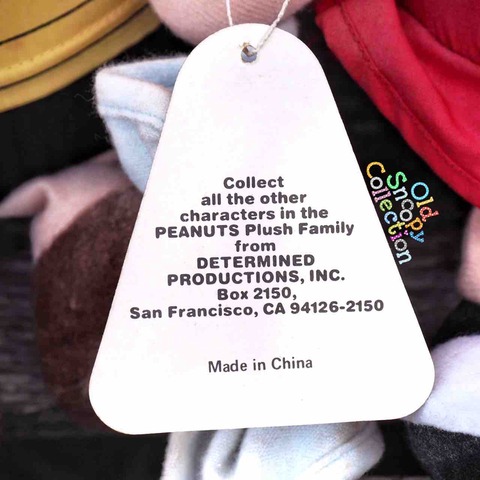 Collect
all the other
characters in the
PEANUTS Plush Family
from
DETERMINED
PRODUCTIONS, INC.
Box 2150,
San Francisco, CA 94126-2150
Made in China
Old
Snoopy
Collection